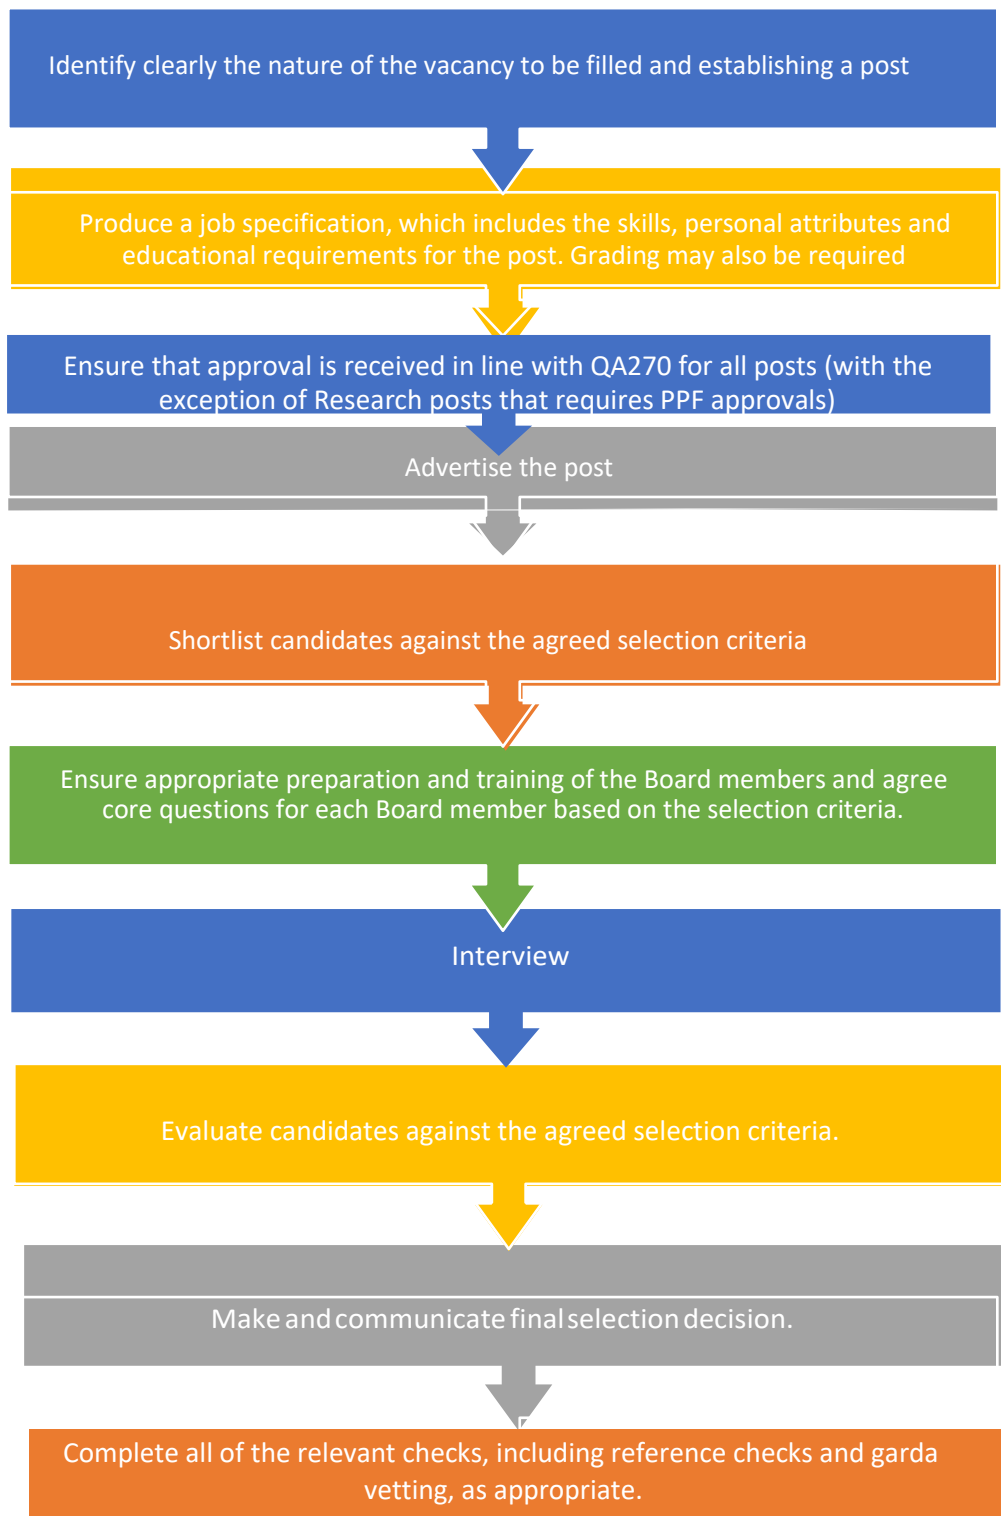 Identify clearly the nature of the vacancy to be filled and establishing a post
Produce a job specification, which includes the skills, personal attributes and
educational requirements for the post. Grading may also be required
Ensure that approval is received in line with QA270 for all posts (with the
exception of Research posts that requires PPF approvals)
Advertise the post
Shortlist candidates against the agreed selection criteria
Ensure appropriate preparation and training of the Board members and agree
core questions for each Board member based on the selection criteria.
Interview
Evaluate candidates against the agreed selection criteria.
Make and communicate final selection decision.
Complete all of the relevant checks, including reference checks and garda
vetting, as appropriate.